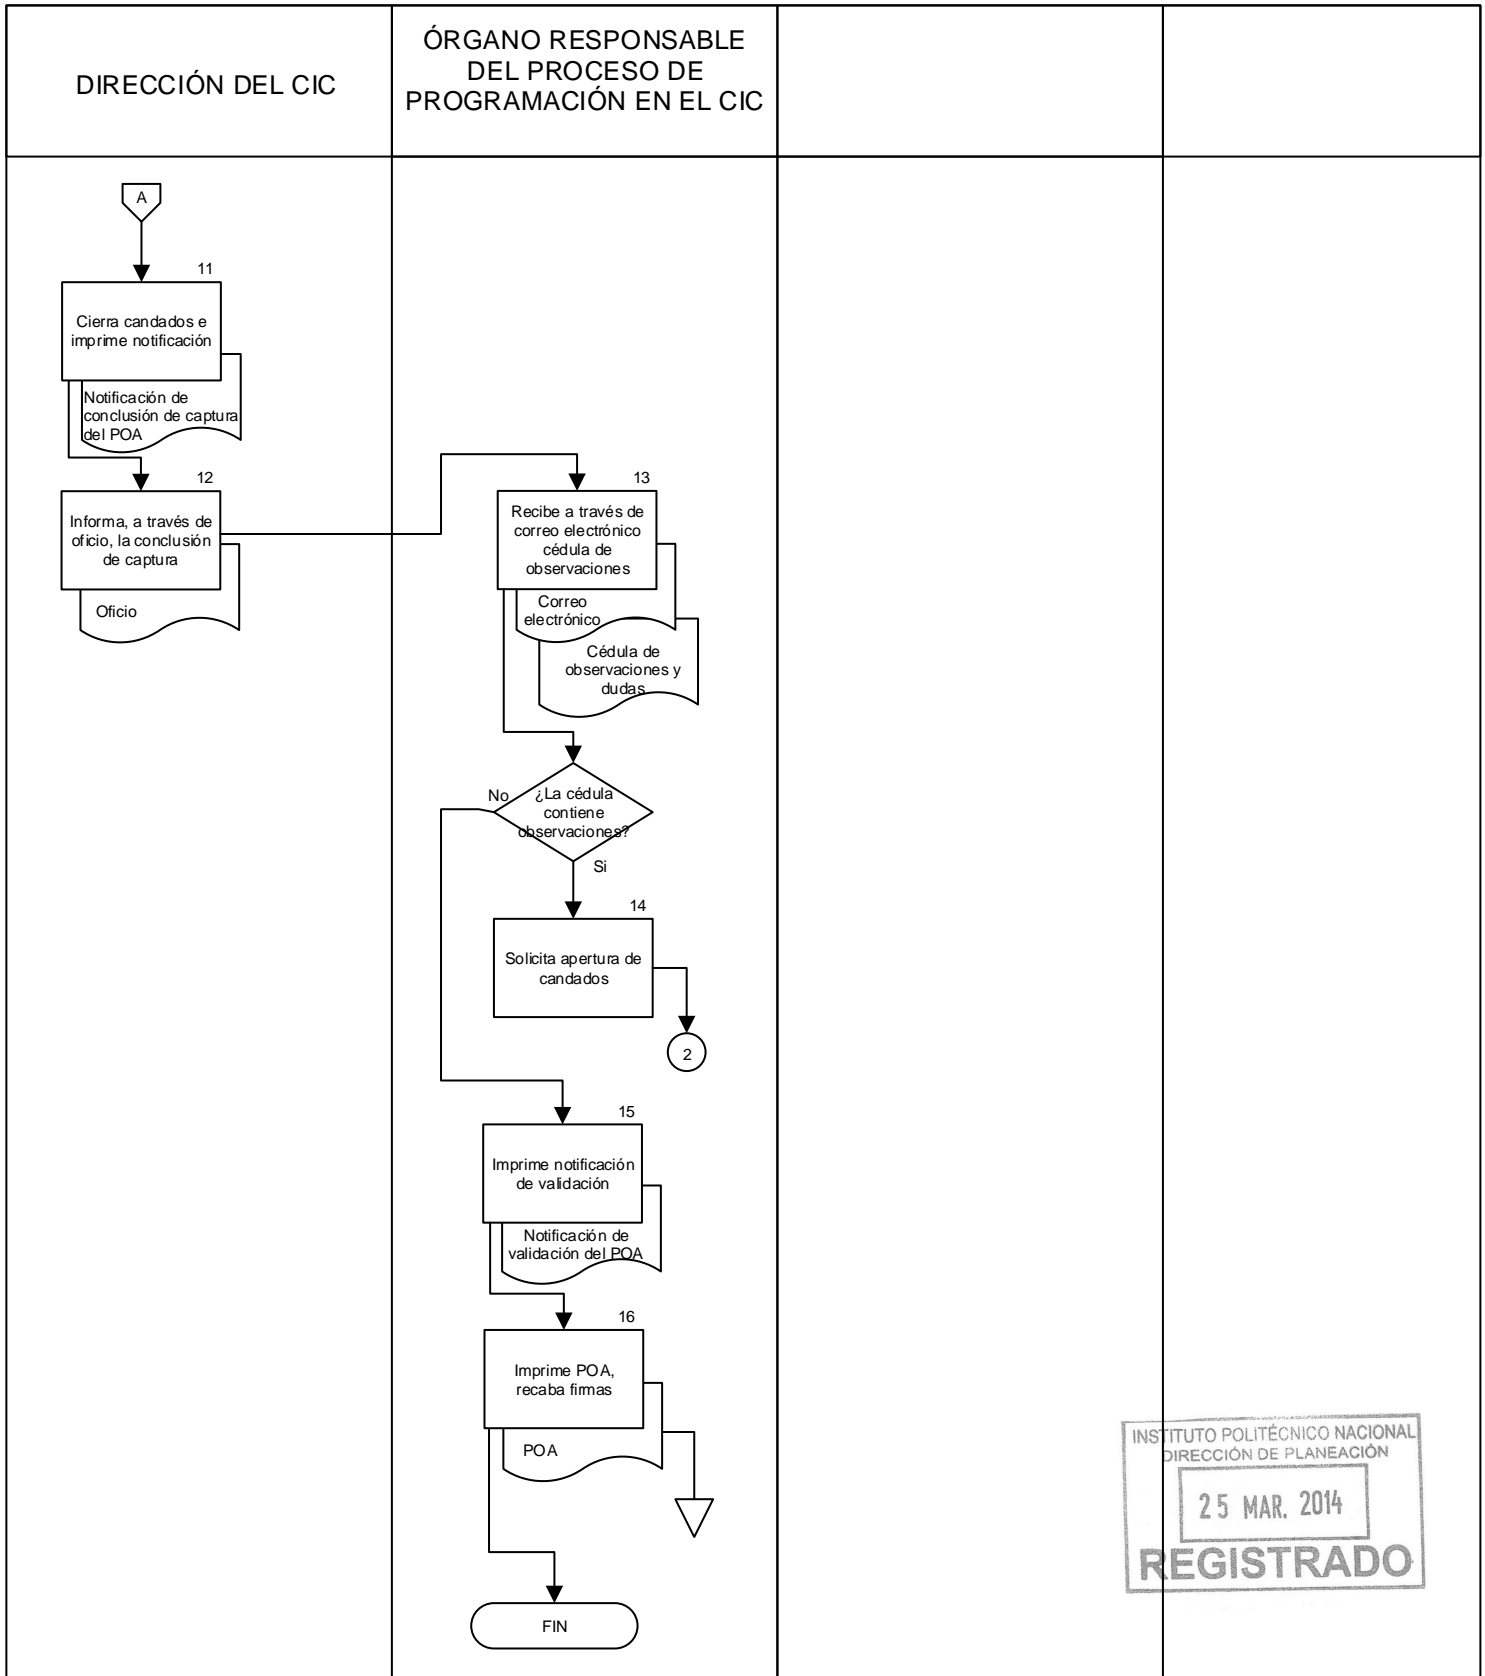 DIRECCIÓN DEL CIC
ÓRGANO RESPONSABLE
DEL PROCESO DE
PROGRAMACIÓN EN EL CIC
A
11
Cierra candados e
imprime notificación
Notificación de
conclusión de captura
del POA
12
Informa, a través de
oficio, la conclusión
de captura
Oficio
13
Recibe a través de
correo electrónico
cédula de
observaciones
Correo
electrónico
Cédula de
observaciones y
dudas
No
¿La cédula
contiene
observaciones?
Si
14
Solicita apertura de
candados
2
15
Imprime notificación
de validación
Notificación de
validación del POA
16
Imprime POA,
recaba firmas
POA
FIN
INSTITUTO POLITÉCNICO NACIONAL
DIRECCIÓN DE PLANEACIÓN
25 MAR. 2014
REGISTRADO